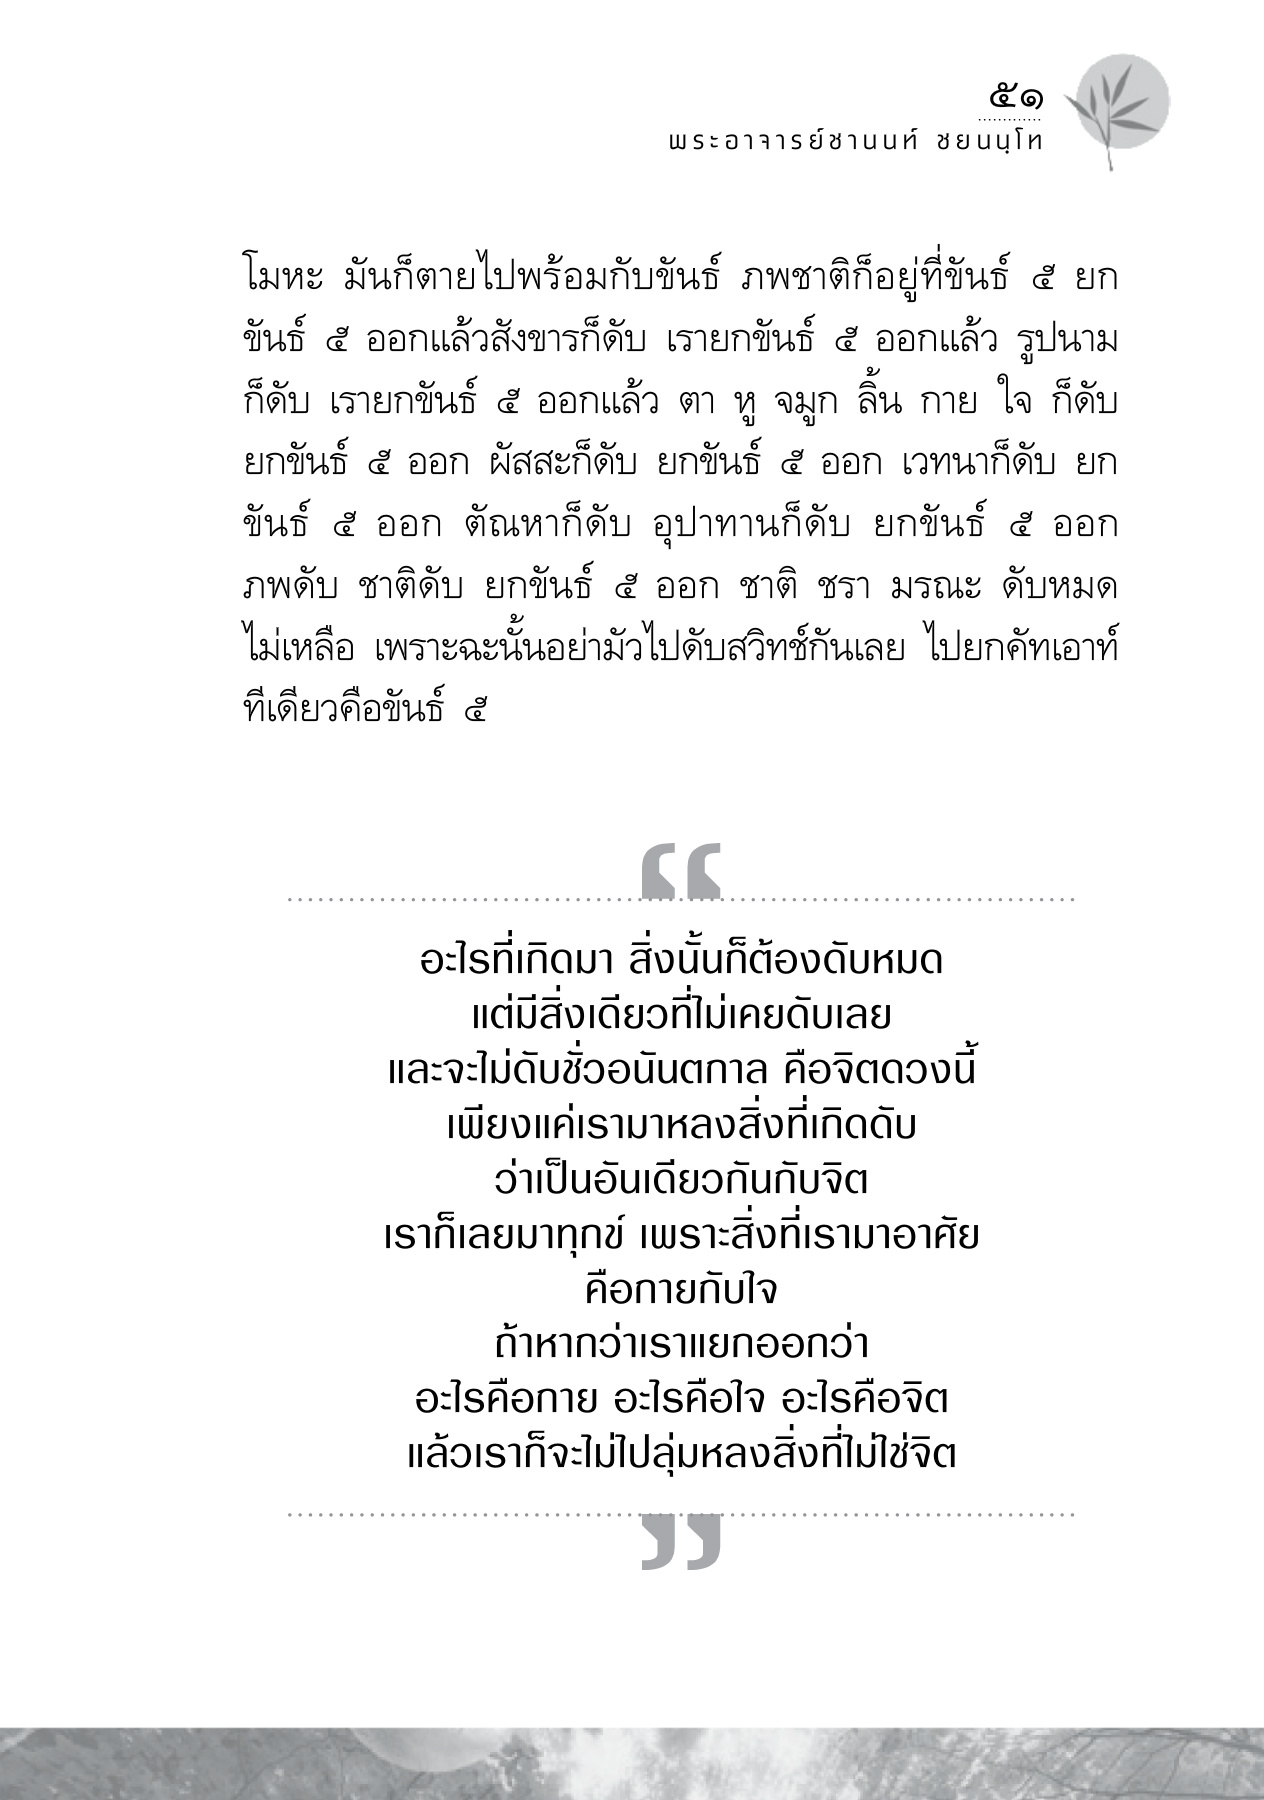 ๕๑
พระอาจารย์ชานนท์ ชยนนฺโท
โมหะ มันก็ตายไปพร้อมกับขันธ์ ภพชาติก็อยู่ที่ขันธ์ ๕ ยก
ขันธ์ ๕ ออกแล้วสังขารก็ดับ เรายกขันธ์ ๕ ออกแล้ว รูปนาม
ก็ดับ เรายกขันธ์ ๕ ออกแล้ว ตา หู จมูก ลิ้น กาย ใจ ก็ดับ
ยกขันธ์ ๕ ออก ผัสสะก็ดับ ยกขันธ์ ๕ ออก เวทนาก็ดับ ยก
ขันธ์ ๕ ออก ตัณหาก็ดับ อุปาทานก็ดับ ยกขันธ์ ๕ ออก
ภพดับ ชาติดับ ยกขันธ์ ๕ ออก ชาติ ชรา มรณะ ดับหมด
ไม่เหลือ เพราะฉะนั้นอย่ามัวไปดับสวิทช์กันเลย ไปยกคัทเอาท์
ทีเดียวคือขันธ์ ๕
“
อะไรที่เกิดมา สิ่งนั้นก็ต้องดับหมด
แต่มีสิ่งเดียวที่ไม่เคยดับเลย
และจะไม่ดับชั่วอนันตกาล คือจิตดวงนี้
เพียงแค่เรามาหลงสิ่งที่เกิดดับ
ว่าเป็นอันเดียวกันกับจิต
เราก็เลยมาทุกข์ เพราะสิ่งที่เรามาอาศัย
คือกายกับใจ
ถ้าหากว่าเราแยกออกว่า
อะไรคือกาย อะไรคือใจ อะไรคือจิต
แล้วเราก็จะไม่ไปลุ่มหลงสิ่งที่ไม่ใช่จิต
”